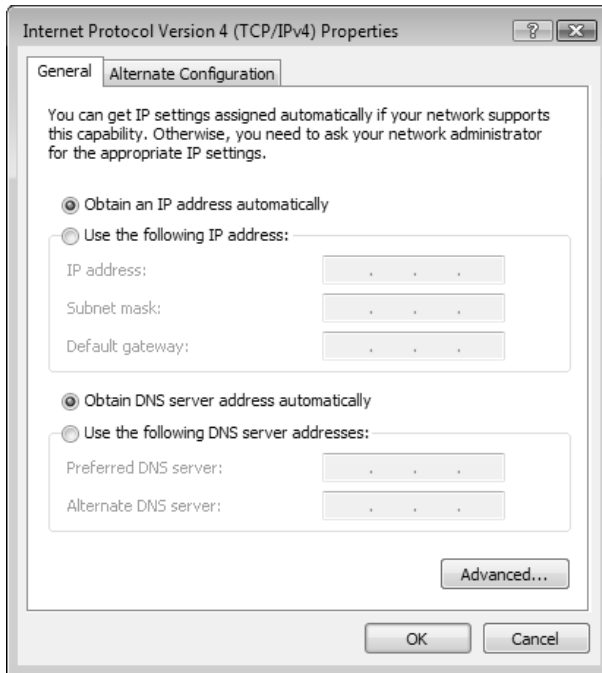 Internet Protocol Version 4 (TCP/IPv4) Properties
General
Alternate Configuration
You can get IP settings assigned automatically if your network supports
this capability. Otherwise, you need to ask your network administrator
for the appropriate IP settings.
Obtain an IP address automatically
Use the following IP address:
IP address:
Subnet mask:
Default gateway:
Obtain DNS server address automatically
Use the following DNS server addresses:
Preferred DNS server:
Alternate DNS server:
Advanced...
OK
Cancel